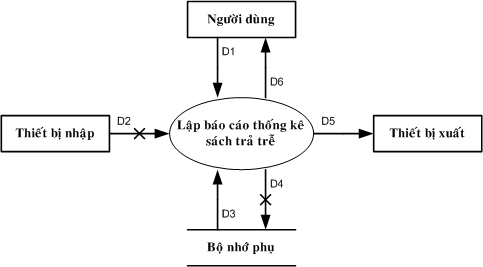 Người dùng
D1
D6
D2
Thiết bị nhập
Lập báo cáo thống kê
sách trả trễ
D5
Thiết bị xuất
D3
D4
Bộ nhớ phụ